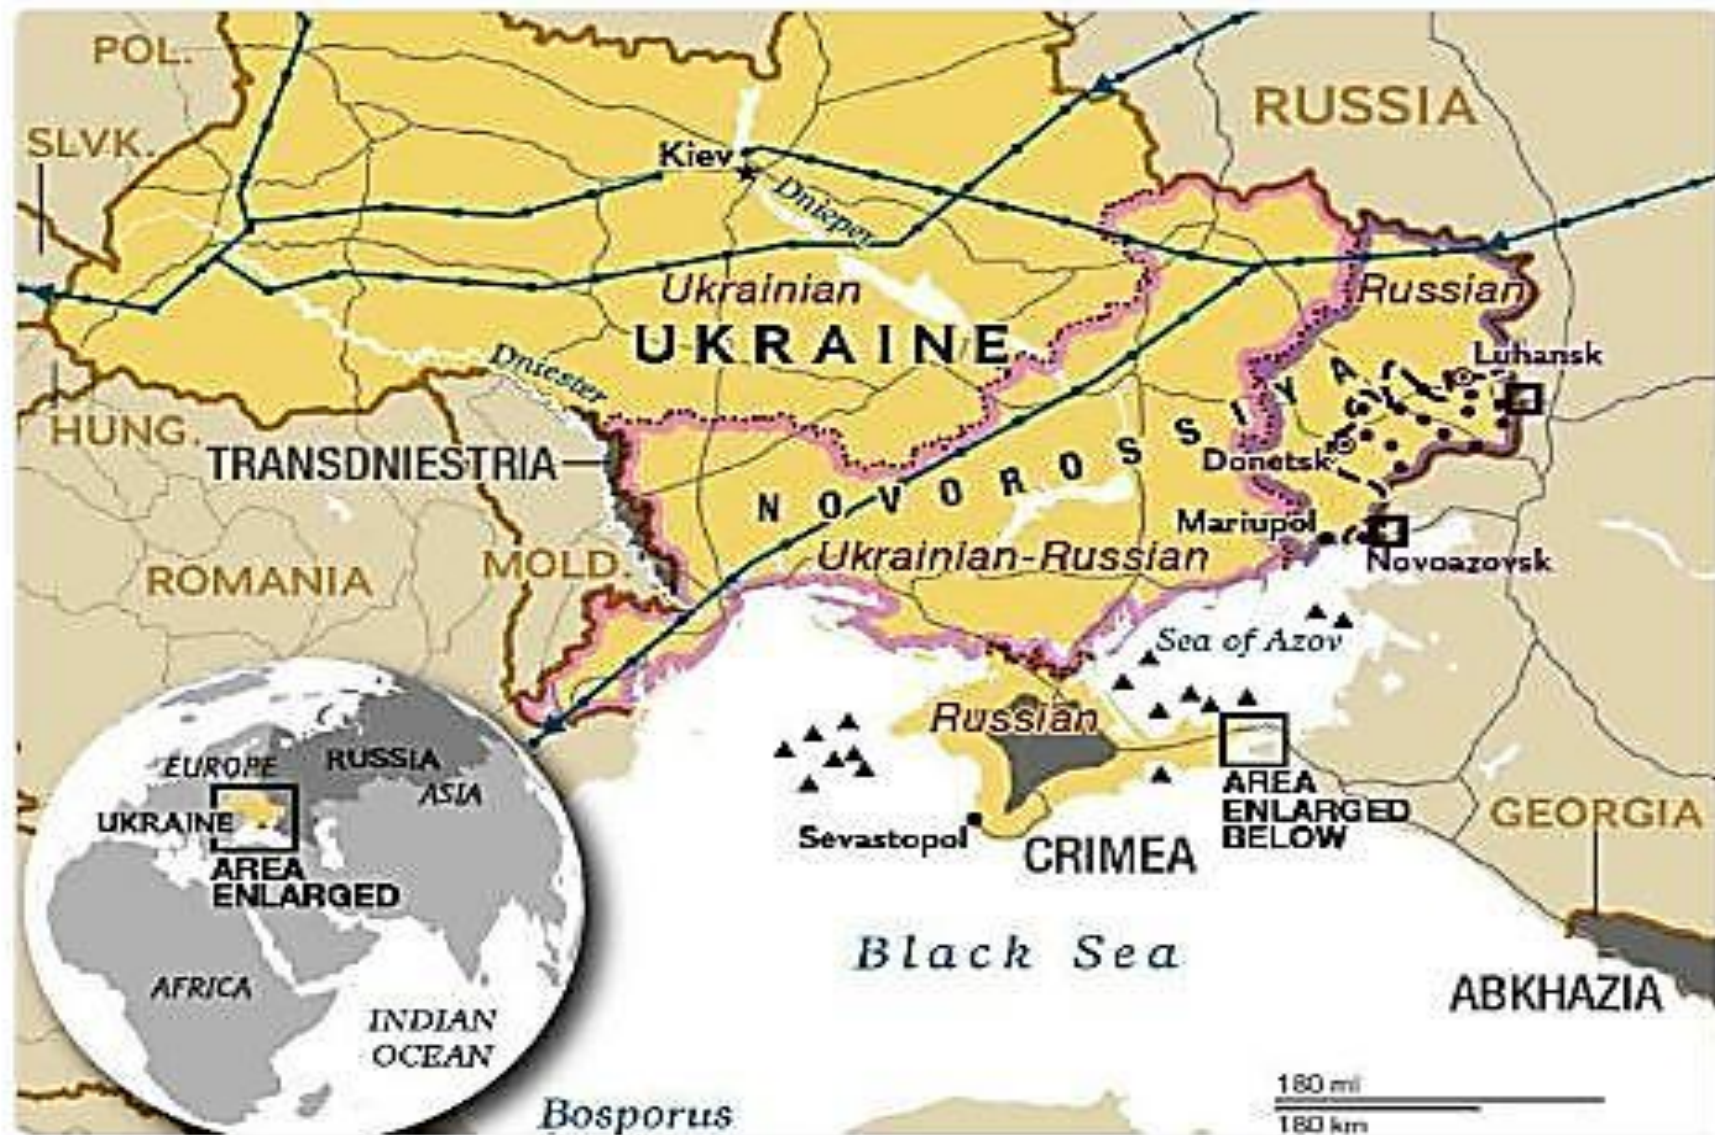 POL.
RUSSIA
SLVK.
Kiev
Dnieper
Ukrainian
Russian
UKRAINE
Dniester
Luhansk
HUNG.
TRANSDNIESTRIA
NOVOROSSIYA
Donetsk
Mariupol
Ukrainian-Russian
Novoazovsk
ROMANIA
MOLD.
Sea of Azov
Russian
AREA
ENLARGED
BELOW
GEORGIA
Sevastopol
CRIMEA
EUROPE
RUSSIA
ASIA
UKRAINE
AREA
ENLARGED
AFRICA
INDIAN
OCEAN
Black Sea
ABKHAZIA
Bosporus
180 mi
180 km